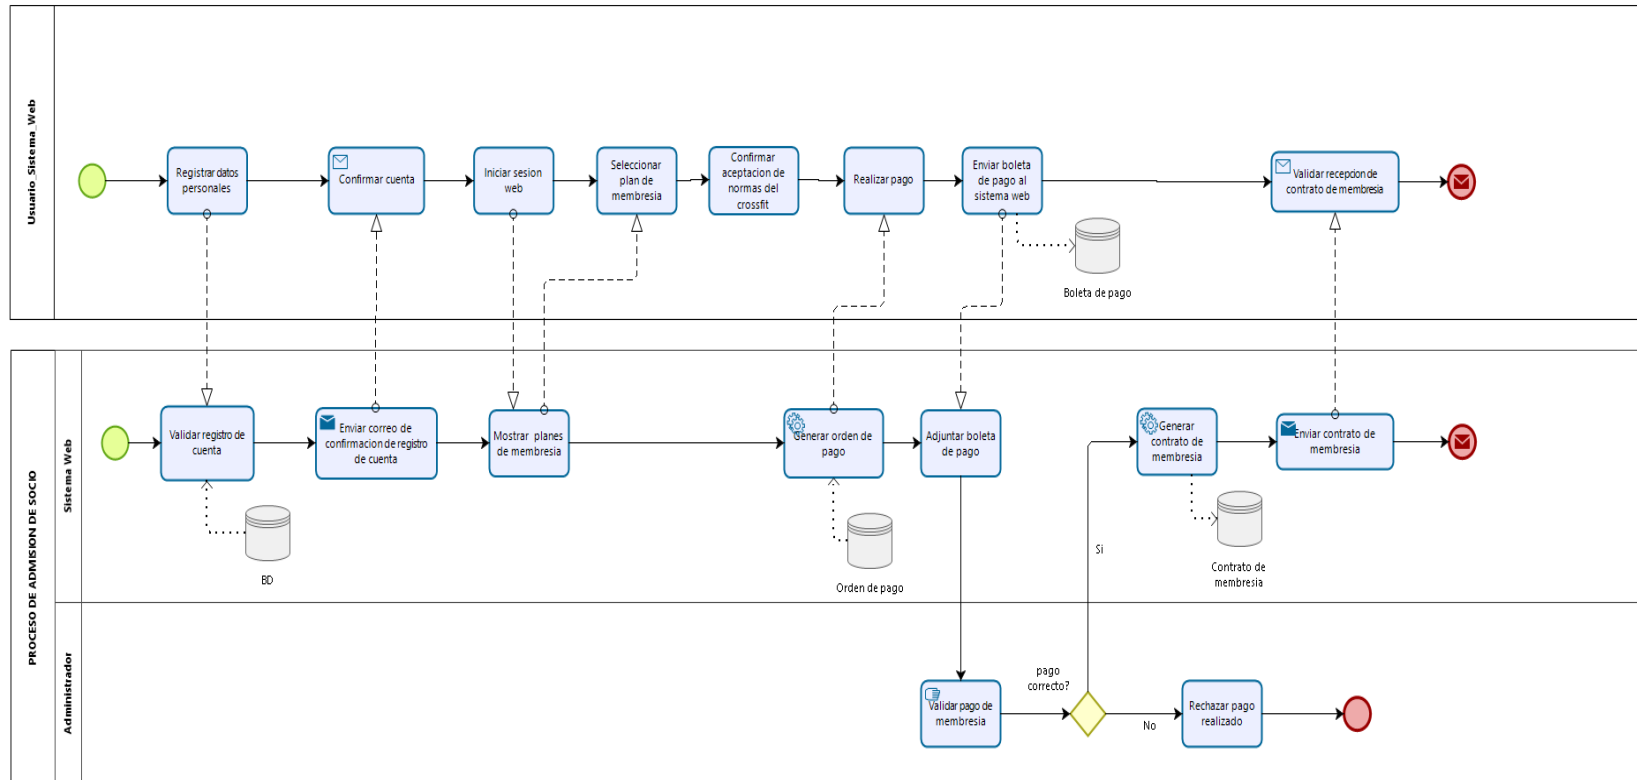 Usuario_Sistema_Web
Registrar datos
personales
Confirmar cuenta
Iniciar sesion
web
Seleccionar
plan de
membresia
Confirmar
aceptacion de
normas del
crossfit
Realizar pago
Enviar boleta
de pago al
sistema web
Boleta de pago
Validar recepcion de
contrato de membresia
PROCESO DE ADMISION DE SOCIO
Sistema Web
Validar registro de
cuenta
BD
Enviar correo de
confirmacion de registro
de cuenta
Mostrar planes
de membresia
Generar orden de
pago
Orden de pago
Adjuntar boleta
de pago
Generar
contrato de
membresia
Contrato de
membresia
Enviar contrato de
membresia
Si
Administrador
Validar pago de
membresia
pago
correcto?
No
Rechazar pago
realizado